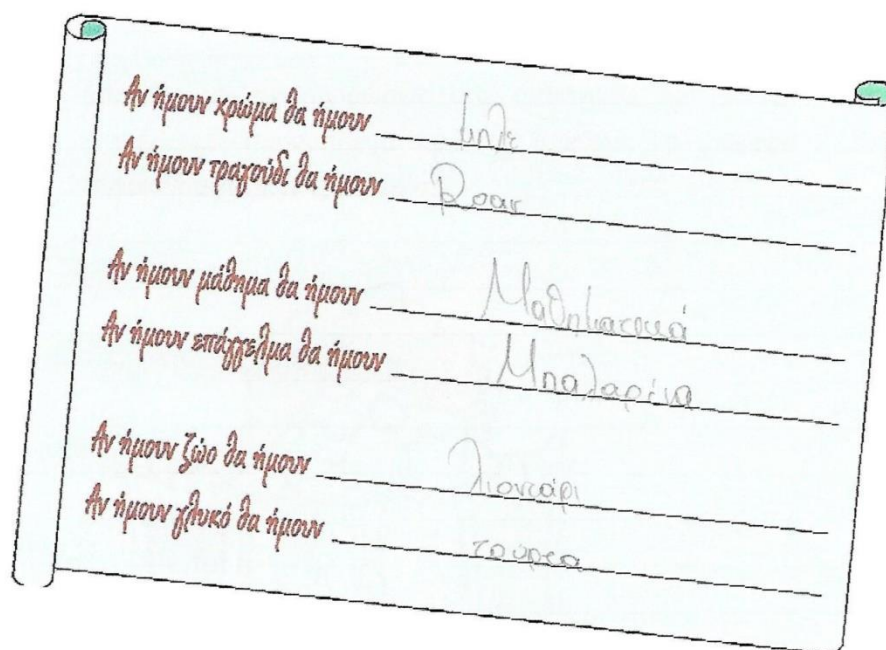 Αν ήμουν χρώμα θα ήμουν μπλε
Αν ήμουν τραγούδι θα ήμουν Roar
Αν ήμουν μάθημα θα ήμουν Μαθηματικά
Αν ήμουν επάγγελμα θα ήμουν Μπαλαρίνα
Αν ήμουν ζώο θα ήμουν λιοντάρι
Αν ήμουν γλυκό θα ήμουν τούρτα